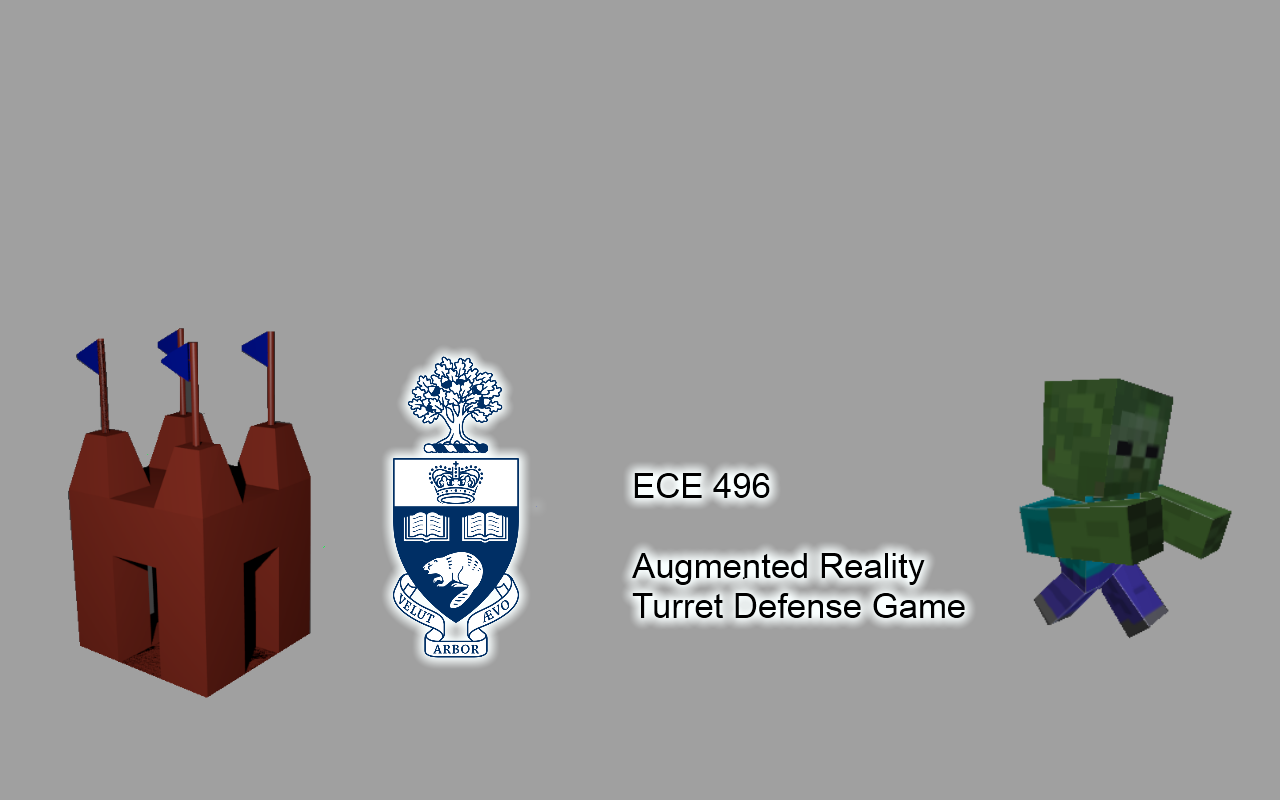 VELUT
ARBOR
ÆVO
ECE 496
Augmented Reality
Turret Defense Game